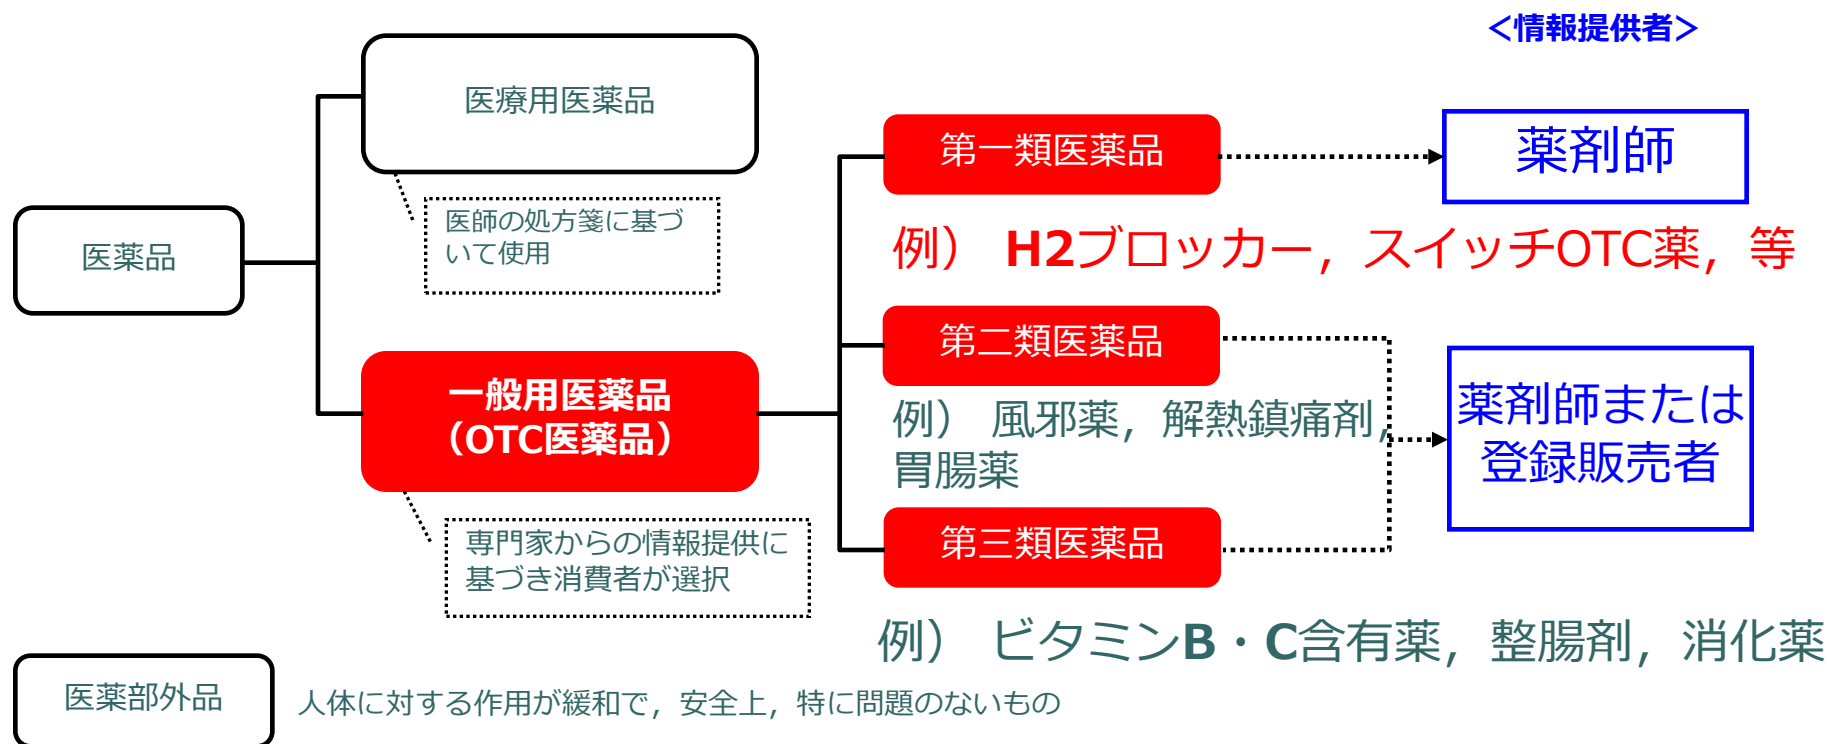 ＜情報提供者＞
医療用医薬品
第一類医薬品
薬剤師
医師の処方箋に基づ
いて使用
医薬品
例） H2ブロッカー，スイッチOTC薬，等
第二類医薬品
一般用医薬品
（OTC医薬品）
例） 風邪薬，解熱鎮痛剤，
胃腸薬
薬剤師または
登録販売者
第三類医薬品
専門家からの情報提供に
基づき消費者が選択
例） ビタミンB・C含有薬，整腸剤，消化薬
医薬部外品
人体に対する作用が緩和で，安全上，特に問題のないもの